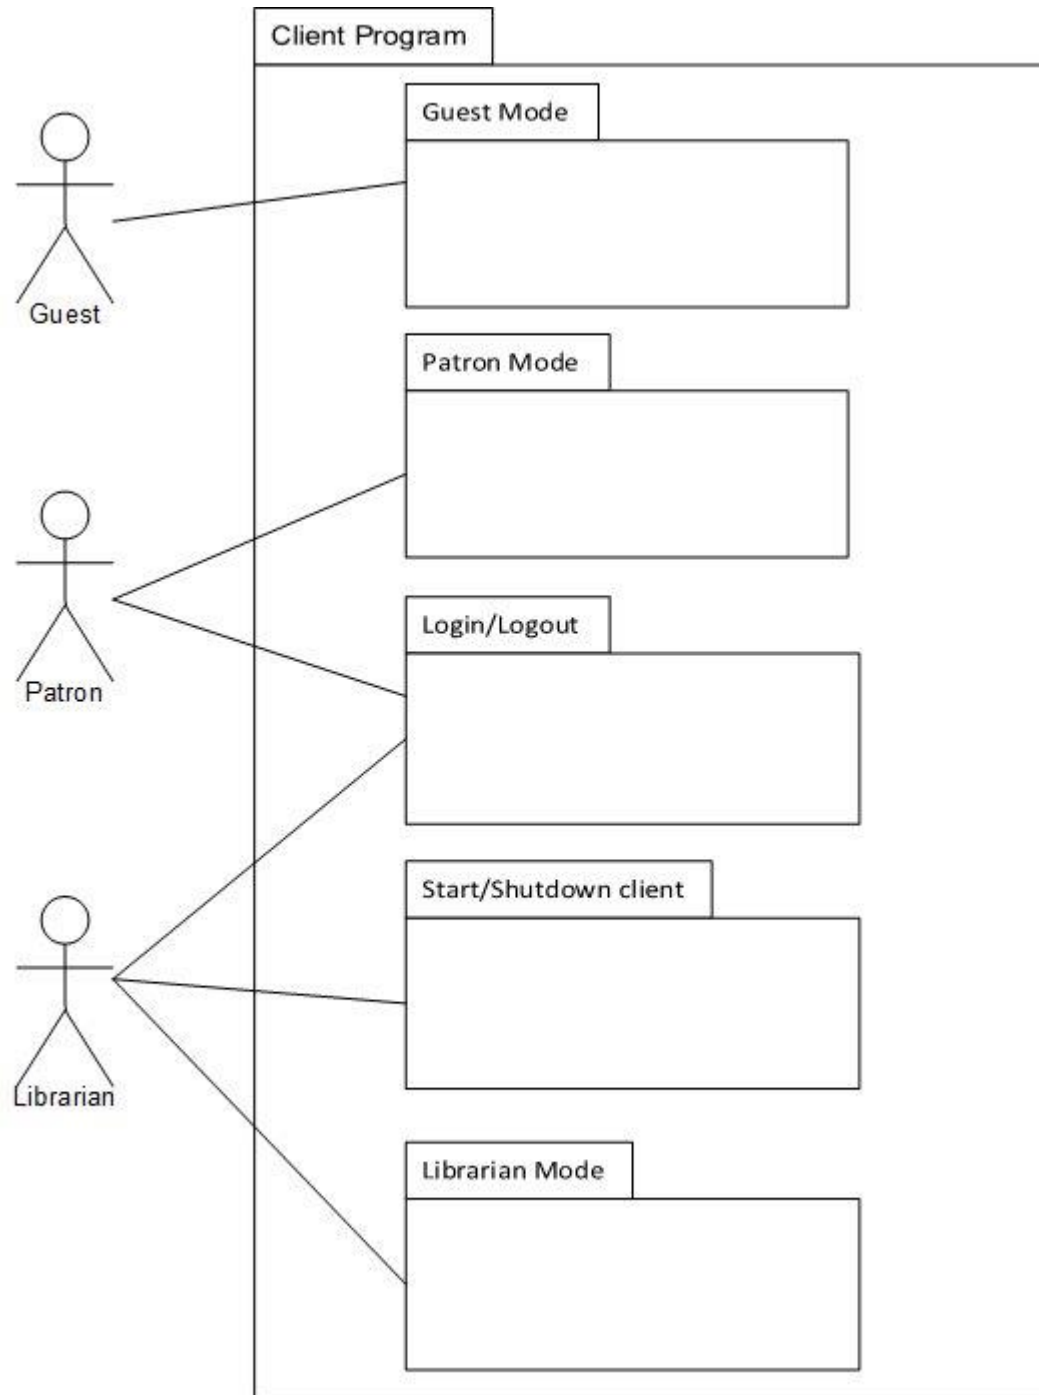 Client Program
Guest Mode
Guest
Patron Mode
Patron
Login/Logout
Start/Shutdown client
Librarian
Librarian Mode